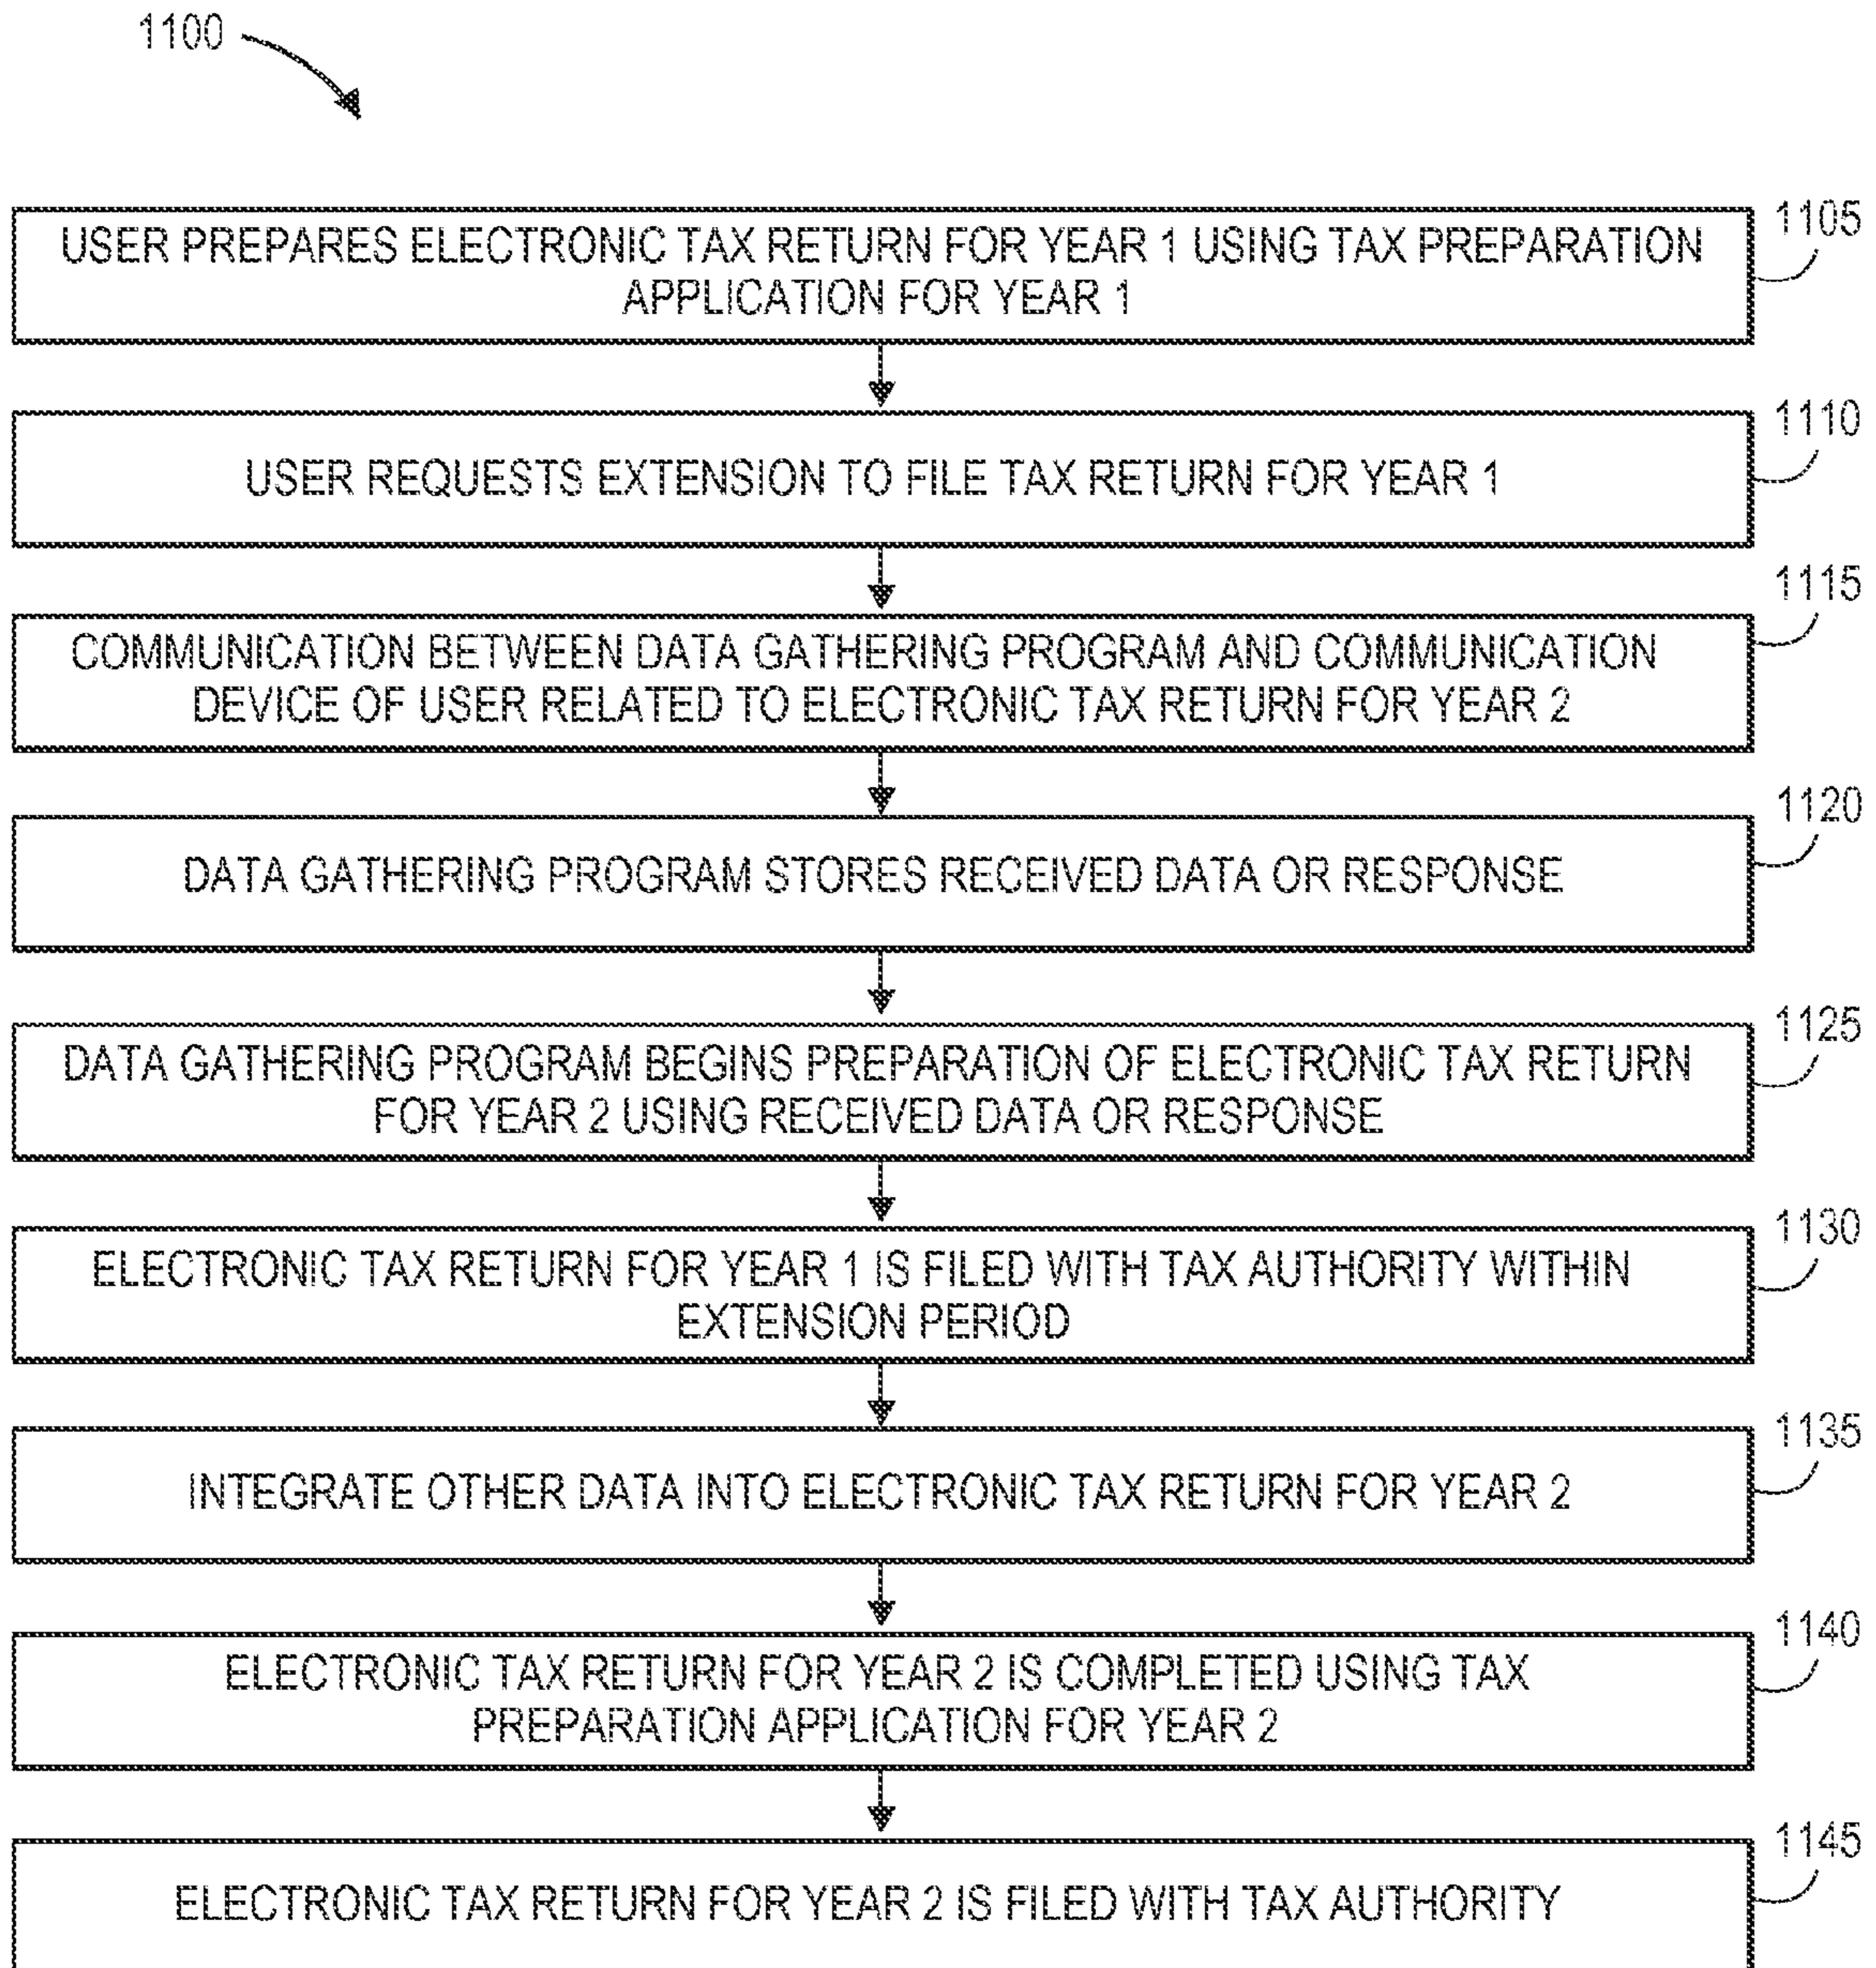 1100
1105
USER PREPARES ELECTRONIC TAX RETURN FOR YEAR 1 USING TAX PREPARATION
APPLICATION FOR YEAR 1
1110
USER REQUESTS EXTENSION TO FILE TAX RETURN FOR YEAR 1
1115
COMMUNICATION BETWEEN DATA GATHERING PROGRAM AND COMMUNICATION
DEVICE OF USER RELATED TO ELECTRONIC TAX RETURN FOR YEAR 2
1120
DATA GATHERING PROGRAM STORES RECEIVED DATA OR RESPONSE
1125
DATA GATHERING PROGRAM BEGINS PREPARATION OF ELECTRONIC TAX RETURN
FOR YEAR 2 USING RECEIVED DATA OR RESPONSE
1130
ELECTRONIC TAX RETURN FOR YEAR 1 IS FILED WITH TAX AUTHORITY WITHIN
EXTENSION PERIOD
1135
INTEGRATE OTHER DATA INTO ELECTRONIC TAX RETURN FOR YEAR 2
1140
ELECTRONIC TAX RETURN FOR YEAR 2 IS COMPLETED USING TAX
PREPARATION APPLICATION FOR YEAR 2
1145
ELECTRONIC TAX RETURN FOR YEAR 2 IS FILED WITH TAX AUTHORITY